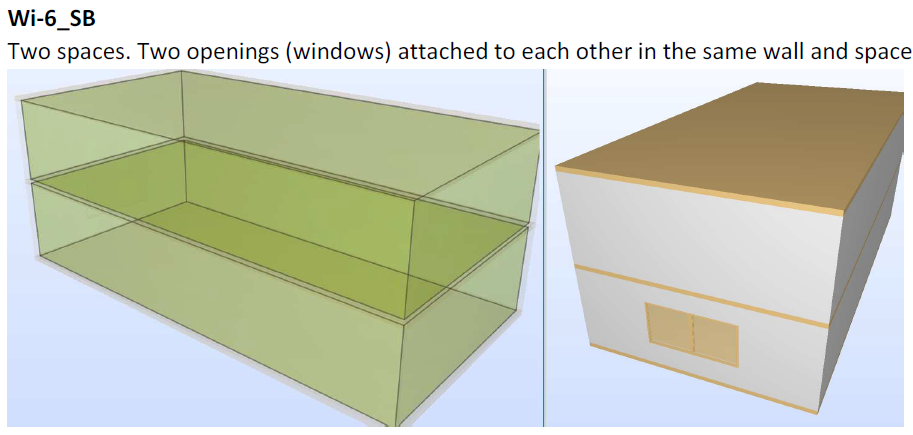 Wi-6_SB
Two spaces. Two openings (windows) attached to each other in the same wall and space